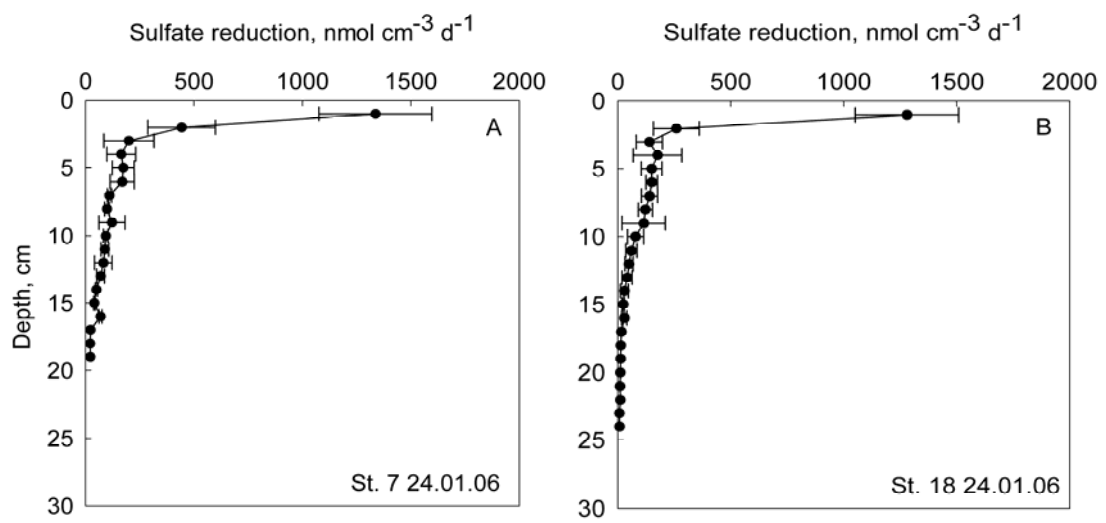 Sulfate reduction, nmol cm⁻³ d⁻¹
0 500 1000 1500 2000
0
5
10
15
20
25
30
Depth, cm
A
St. 7 24.01.06
Sulfate reduction, nmol cm⁻³ d⁻¹
0 500 1000 1500 2000
0
5
10
15
20
25
30
B
St. 18 24.01.06